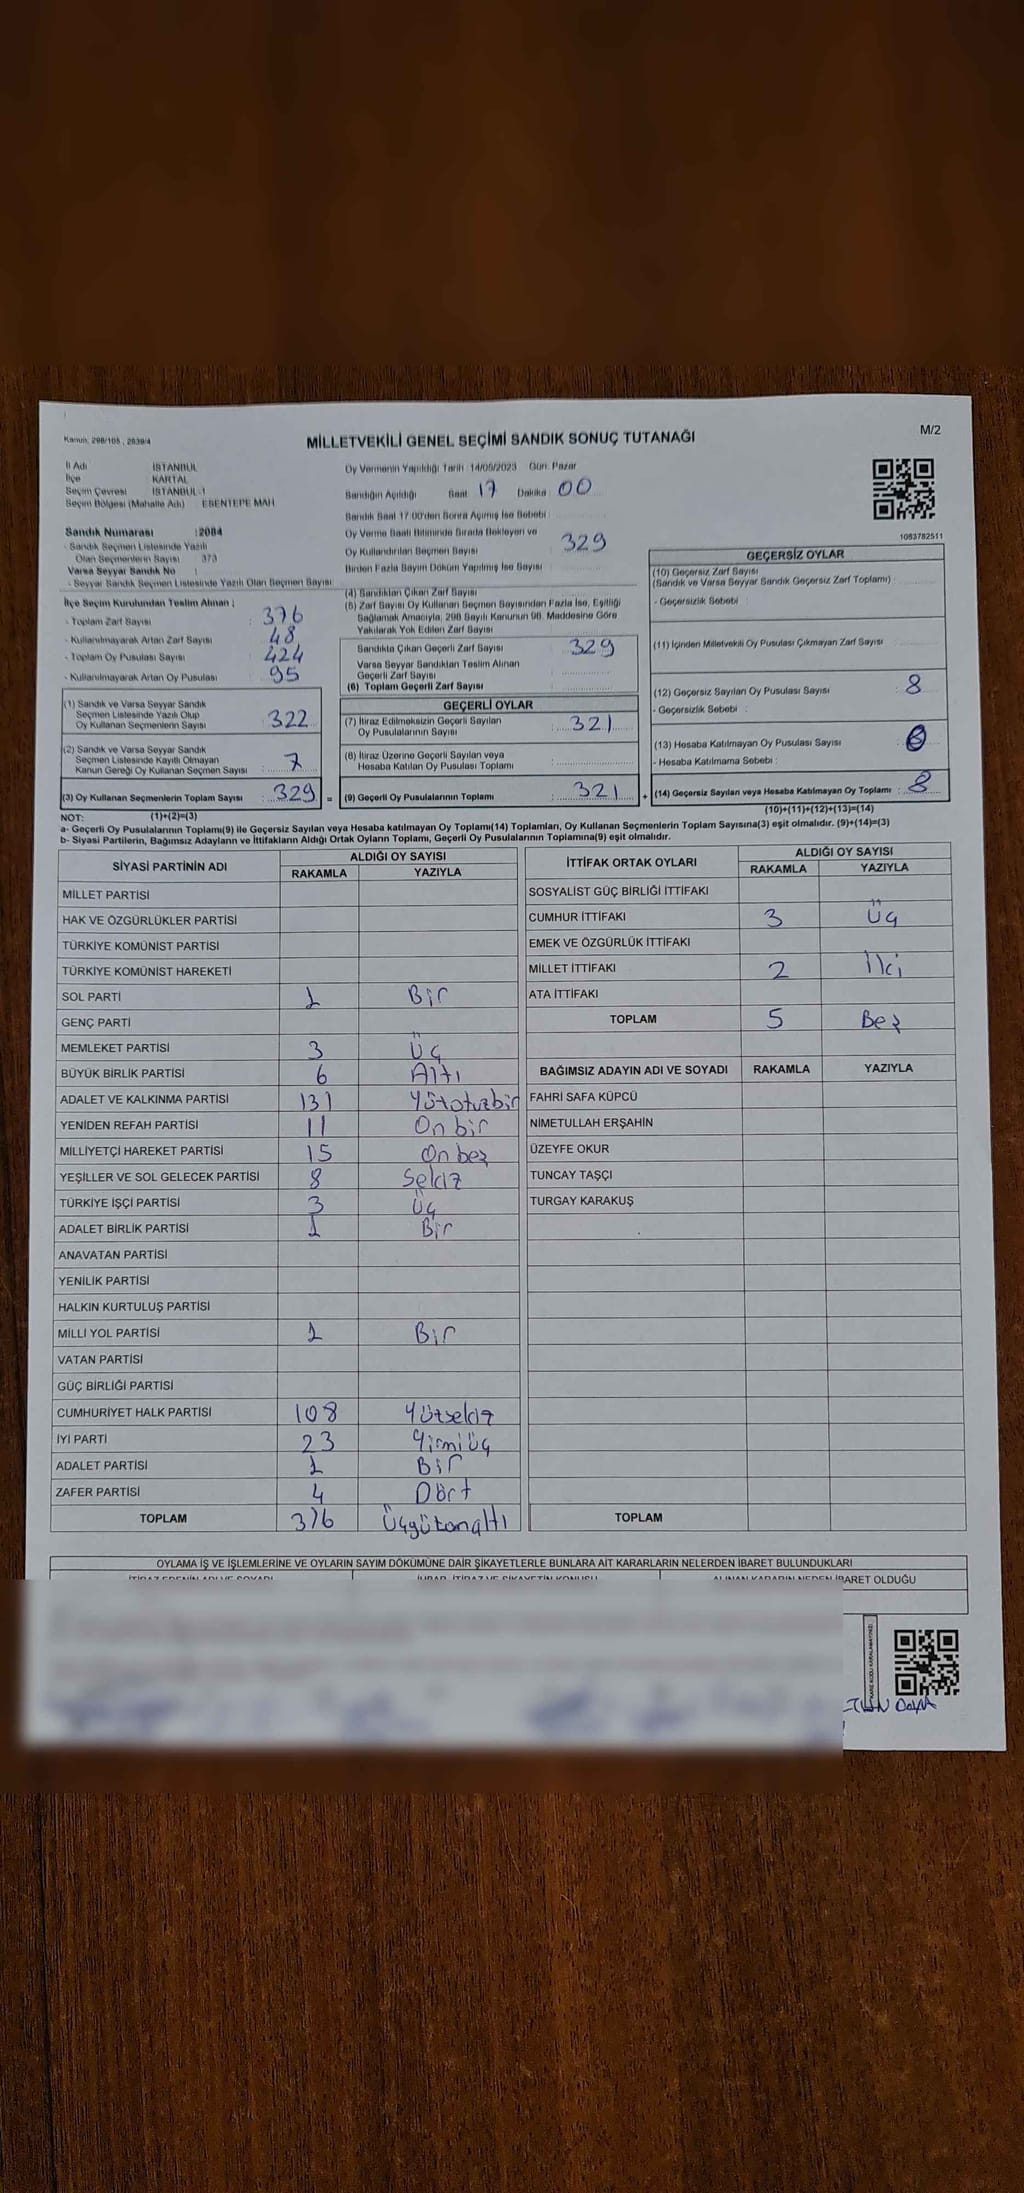 Kanun, 298/105 , 2839/4
MİLLETVEKİLİ GENEL SEÇİMİ SANDIK SONUÇ TUTANAĞI
M/2
İl Adı İSTANBUL
İlçe KARTAL
Seçim Çevresi İSTANBUL-1
Seçim Bölgesi (Mahalle Adı) ESENTEPE MAH
Sandık Numarası :2084
- Sandık Seçmen Listesinde Yazılı
Olan Seçmenlerin Sayısı 373
Varsa Seyyar Sandık No :
- Seyyar Sandık Seçmen Listesinde Yazılı Olan Seçmen Sayısı
İlçe Seçim Kurulundan Teslim Alınan ;
- Toplam Zarf Sayısı : 376
- Kullanılmayarak Artan Zarf Sayısı : 48
- Toplam Oy Pusulası Sayısı : 424
- Kullanılmayarak Artan Oy Pusulası : 95
(1) Sandık ve Varsa Seyyar Sandık
Seçmen Listesinde Yazılı Olup
Oy Kullanan Seçmenlerin Sayısı : 322
(2) Sandık ve Varsa Seyyar Sandık
Seçmen Listesinde Kayıtlı Olmayan
Kanun Gereği Oy Kullanan Seçmen Sayısı : 7
(3) Oy Kullanan Seçmenlerin Toplam Sayısı : 329 =
Oy Vermenin Yapıldığı Tarih :14/05/2023 Gün: Pazar
Sandığın Açıldığı Saat 17 Dakika : 00
Sandık Saat 17:00'den Sonra Açılmış İse Sebebi :
Oy Verme Saati Bitiminde Sırada Bekleyen ve
Oy Kullandırılan Seçmen Sayısı : 329
Birden Fazla Sayım Döküm Yapılmış İse Sayısı :
(4) Sandıktan Çıkan Zarf Sayısı :
(5) Zarf Sayısı Oy Kullanan Seçmen Sayısından Fazla İse, Eşitliği
Sağlamak Amacıyla, 298 Sayılı Kanunun 98. Maddesine Göre
Yakılarak Yok Edilen Zarf Sayısı :
Sandıkta Çıkan Geçerli Zarf Sayısı : 329
Varsa Seyyar Sandıktan Teslim Alınan
Geçerli Zarf Sayısı
(6) Toplam Geçerli Zarf Sayısı :
GEÇERLİ OYLAR
(7) İtiraz Edilmeksizin Geçerli Sayılan
Oy Pusulalarının Sayısı : 321
(8) İtiraz Üzerine Geçerli Sayılan veya
Hesaba Katılan Oy Pusulası Toplamı :
(9) Geçerli Oy Pusulalarının Toplamı : 321 +
1083782511
GEÇERSİZ OYLAR
(10) Geçersiz Zarf Sayısı
(Sandık ve Varsa Seyyar Sandık Geçersiz Zarf Toplamı) :
- Geçersizlik Sebebi :
(11) İçinden Milletvekili Oy Pusulası Çıkmayan Zarf Sayısı :
(12) Geçersiz Sayılan Oy Pusulası Sayısı : 8
- Geçersizlik Sebebi :
(13) Hesaba Katılmayan Oy Pusulası Sayısı :
- Hesaba Katılmama Sebebi :
(14) Geçersiz Sayılan veya Hesaba Katılmayan Oy Toplamı : 8
NOT: (1)+(2)=(3) (10)+(11)+(12)+(13)=(14)
a- Geçerli Oy Pusulalarının Toplamı(9) ile Geçersiz Sayılan veya Hesaba katılmayan Oy Toplamı(14) Toplamları, Oy Kullanan Seçmenlerin Toplam Sayısına(3) eşit olmalıdır. (9)+(14)=(3)
b- Siyasi Partilerin, Bağımsız Adayların ve İttifakların Aldığı Ortak Oyların Toplamı, Geçerli Oy Pusulalarının Toplamına(9) eşit olmalıdır.
SİYASİ PARTİNİN ADI ALDIĞI OY SAYISI
RAKAMLA YAZIYLA
MİLLET PARTİSİ
HAK VE ÖZGÜRLÜKLER PARTİSİ
TÜRKİYE KOMÜNİST PARTİSİ
TÜRKİYE KOMÜNİST HAREKETİ
SOL PARTİ 1 Bir
GENÇ PARTİ
MEMLEKET PARTİSİ 3 Üç
BÜYÜK BİRLİK PARTİSİ 6 Altı
ADALET VE KALKINMA PARTİSİ 131 Yüzotuzbir
YENİDEN REFAH PARTİSİ 11 On bir
MİLLİYETÇİ HAREKET PARTİSİ 15 On beş
YEŞİLLER VE SOL GELECEK PARTİSİ 8 Sekiz
TÜRKİYE İŞÇİ PARTİSİ 3 Üç
ADALET BİRLİK PARTİSİ 1 Bir
ANAVATAN PARTİSİ
YENİLİK PARTİSİ
HALKIN KURTULUŞ PARTİSİ
MİLLİ YOL PARTİSİ 1 Bir
VATAN PARTİSİ
GÜÇ BİRLİĞİ PARTİSİ
CUMHURİYET HALK PARTİSİ 108 Yüzsekiz
İYİ PARTİ 23 Yirmi üç
ADALET PARTİSİ 1 Bir
ZAFER PARTİSİ 4 Dört
TOPLAM 316 Üçyüzonaltı
İTTİFAK ORTAK OYLARI ALDIĞI OY SAYISI
RAKAMLA YAZIYLA
SOSYALİST GÜÇ BİRLİĞİ İTTİFAKI
CUMHUR İTTİFAKI 3 Üç
EMEK VE ÖZGÜRLÜK İTTİFAKI
MİLLET İTTİFAKI 2 İki
ATA İTTİFAKI
TOPLAM 5 Beş
BAĞIMSIZ ADAYIN ADI VE SOYADI RAKAMLA YAZIYLA
FAHRİ SAFA KÜPCÜ
NİMETULLAH ERŞAHİN
ÜZEYFE OKUR
TUNCAY TAŞÇI
TURGAY KARAKUŞ
TOPLAM
OYLAMA İŞ VE İŞLEMLERİNE VE OYLARIN SAYIM DÖKÜMÜNE DAİR ŞİKAYETLERLE BUNLARA AİT KARARLARIN NELERDEN İBARET BULUNDUKLARI
İTİRAZ EDENİN ADI VE SOYADI İHBAR, İTİRAZ VE ŞİKAYETİN KONUSU ALINAN KARARIN NEDEN İBARET OLDUĞU